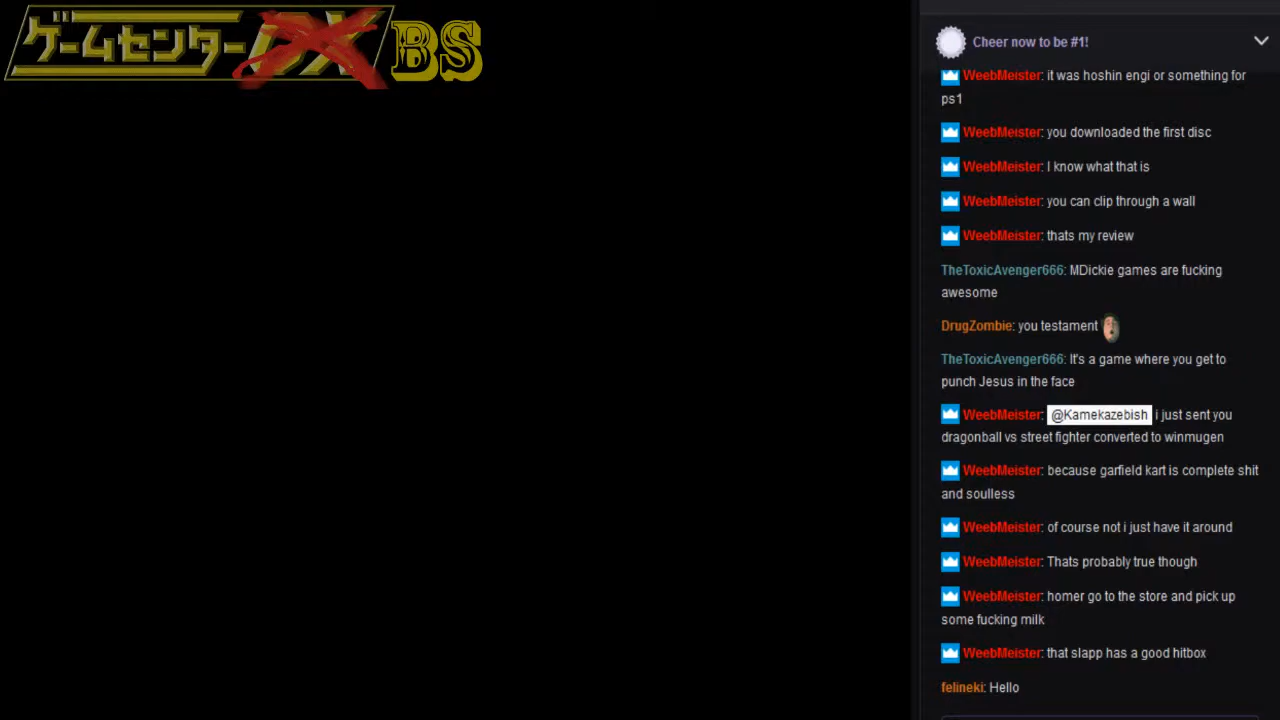 ゲームセンターDX BS
Cheer now to be #1!
WeebMeister: it was hoshin engi or something for
ps1
WeebMeister: you downloaded the first disc
WeebMeister: I know what that is
WeebMeister: you can clip through a wall
WeebMeister: thats my review
TheToxicAvenger666: MDickie games are fucking
awesome
DrugZombie: you testament
TheToxicAvenger666: It's a game where you get to
punch Jesus in the face
WeebMeister: @Kamekazebish i just sent you
dragonball vs street fighter converted to winmugen
WeebMeister: because garfield kart is complete shit
and soulless
WeebMeister: of course not i just have it around
WeebMeister: Thats probably true though
WeebMeister: homer go to the store and pick up
some fucking milk
WeebMeister: that slapp has a good hitbox
felineki: Hello